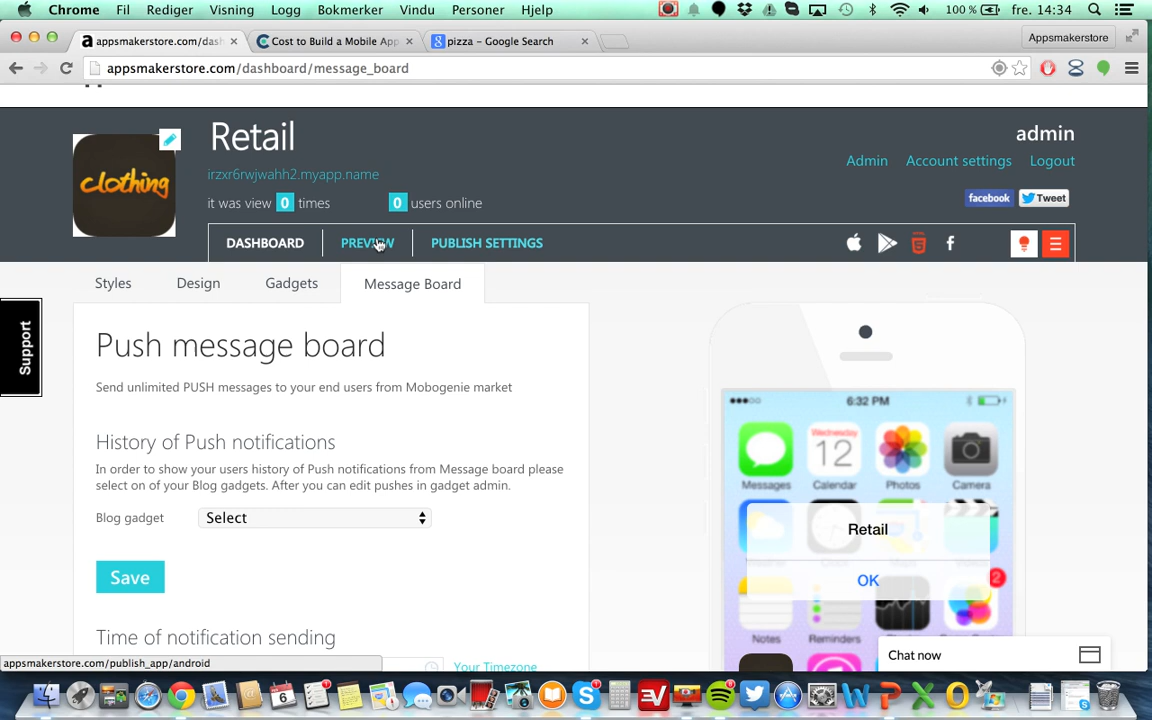 Chrome Fil Rediger Visning Logg Bokmerker Vindu Personer Hjelp 100 % fre. 14:34
appsmakerstore.com/dash × Cost to Build a Mobile App × pizza – Google Search × Appsmakerstore
appsmakerstore.com/dashboard/message_board
clothing
Retail
admin
irzxr6rwjwahh2.myapp.name
Admin Account settings Logout
it was view 0 times 0 users online
facebook Tweet
DASHBOARD PREVIEW PUBLISH SETTINGS
Styles Design Gadgets Message Board
Support
Push message board
Send unlimited PUSH messages to your end users from Mobogenie market
History of Push notifications
In order to show your users history of Push notifications from Message board please
select on of your Blog gadgets. After you can edit pushes in gadget admin.
Blog gadget Select
Save
Time of notification sending
Your Timezone
6:32 PM
Wednesday
12
Messages Calendar Photos Camera
Retail
OK
2
Notes Reminders
Chat now
appsmakerstore.com/publish_app/android